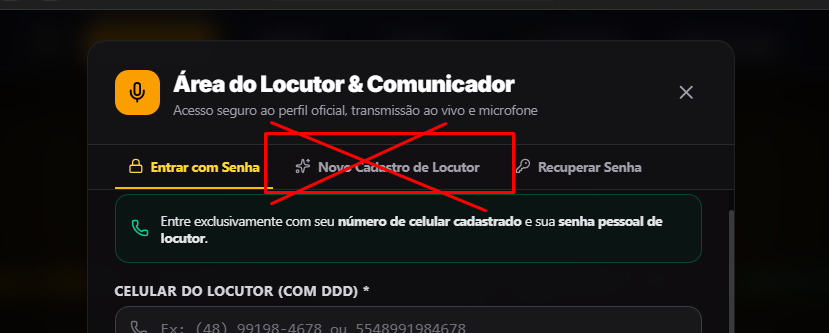 Área do Locutor & Comunicador
Acesso seguro ao perfil oficial, transmissão ao vivo e microfone
Entrar com Senha
Novo Cadastro de Locutor
Recuperar Senha
Entre exclusivamente com seu número de celular cadastrado e sua senha pessoal de
locutor.
CELULAR DO LOCUTOR (COM DDD) *
Ex: (48) 99198-4678 ou 5548991984678